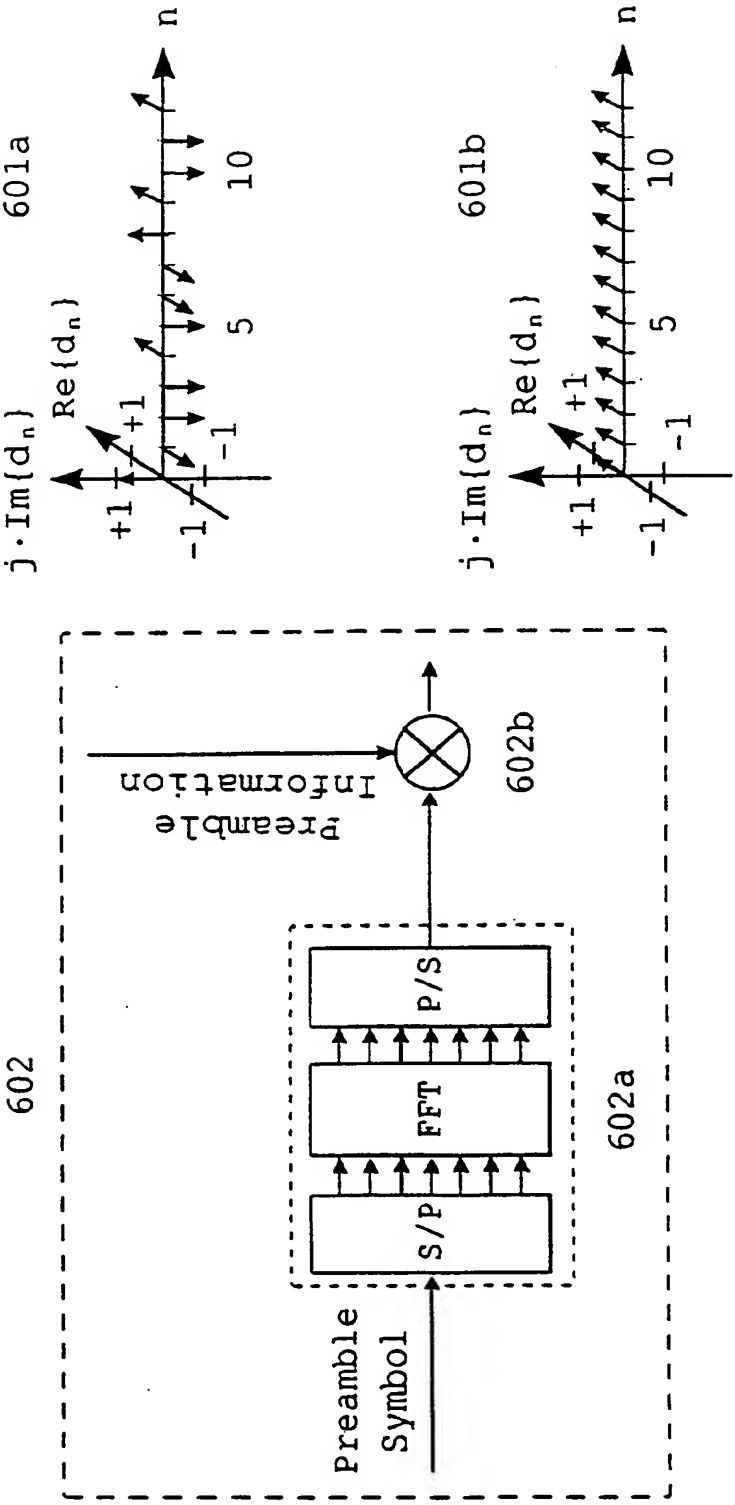 602
Preamble
Symbol
S/P
FFT
P/S
602a
Preamble
Information
602b
j·Im{dₙ}
Re{dₙ}
+1
+1
-1
-1
5
10
n
601a
j·Im{dₙ}
Re{dₙ}
+1
+1
-1
-1
5
10
n
601b